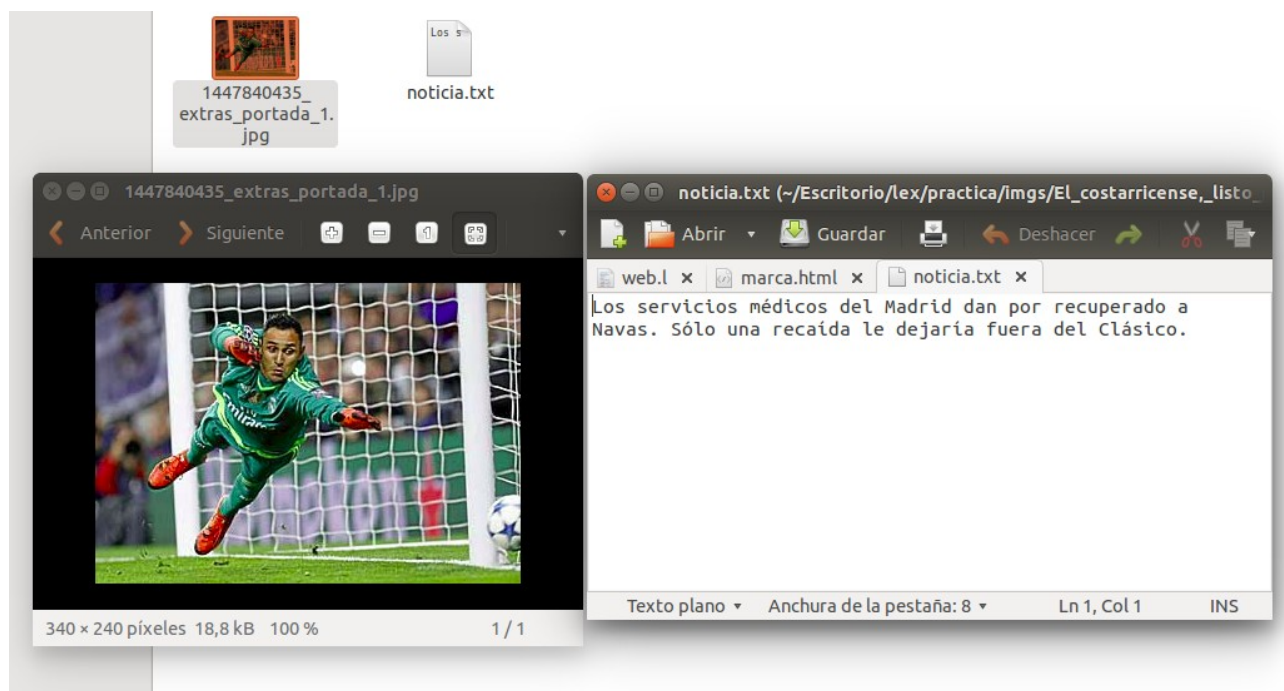 1447840435_
extras_portada_1.
jpg
Los s
noticia.txt
1447840435_extras_portada_1.jpg
Anterior
Siguiente
340 × 240 píxeles 18,8 kB 100 %
1 / 1
noticia.txt (~/Escritorio/lex/practica/imgs/El_costarricense,_listo_
Abrir
Guardar
Deshacer
web.l
marca.html
noticia.txt
Los servicios médicos del Madrid dan por recuperado a
Navas. Sólo una recaída le dejaría fuera del Clásico.
Texto plano
Anchura de la pestaña: 8
Ln 1, Col 1
INS